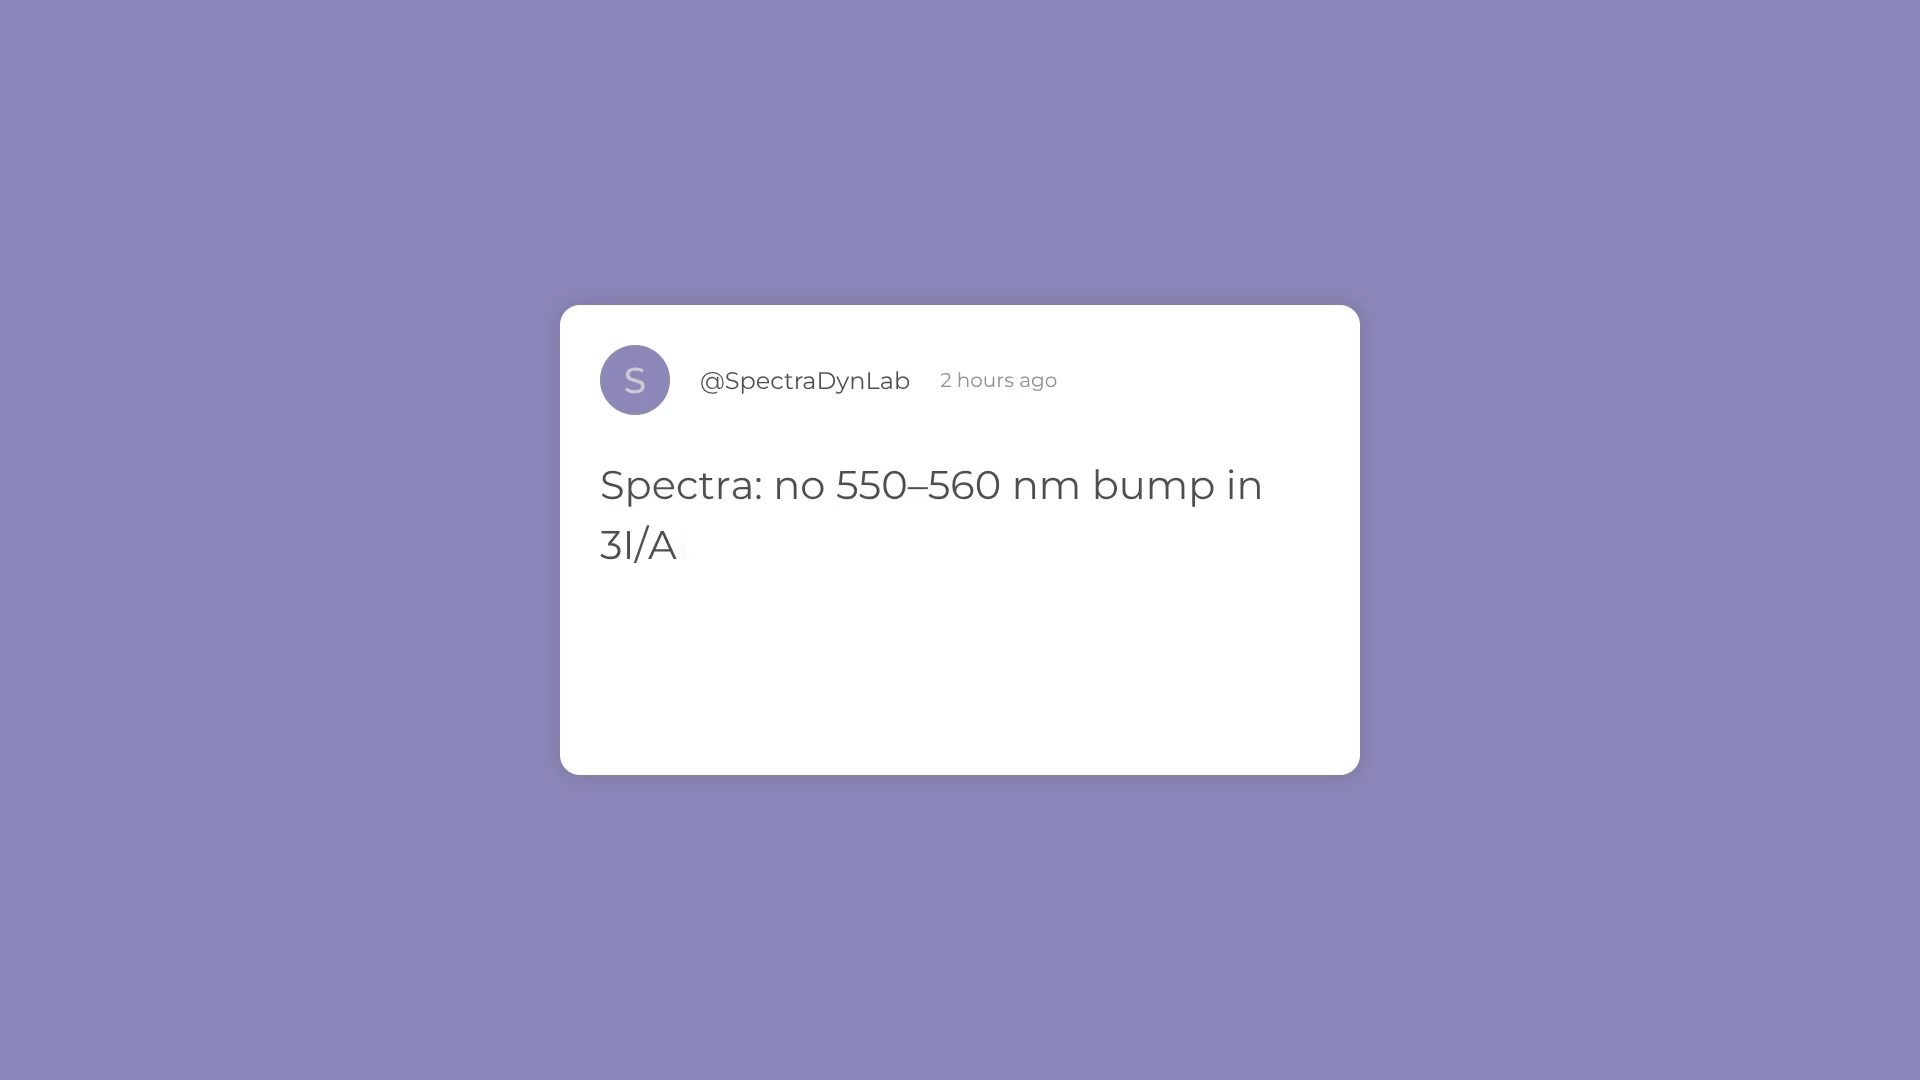 S
@SpectraDynLab 2 hours ago
Spectra: no 550–560 nm bump in
3I/A